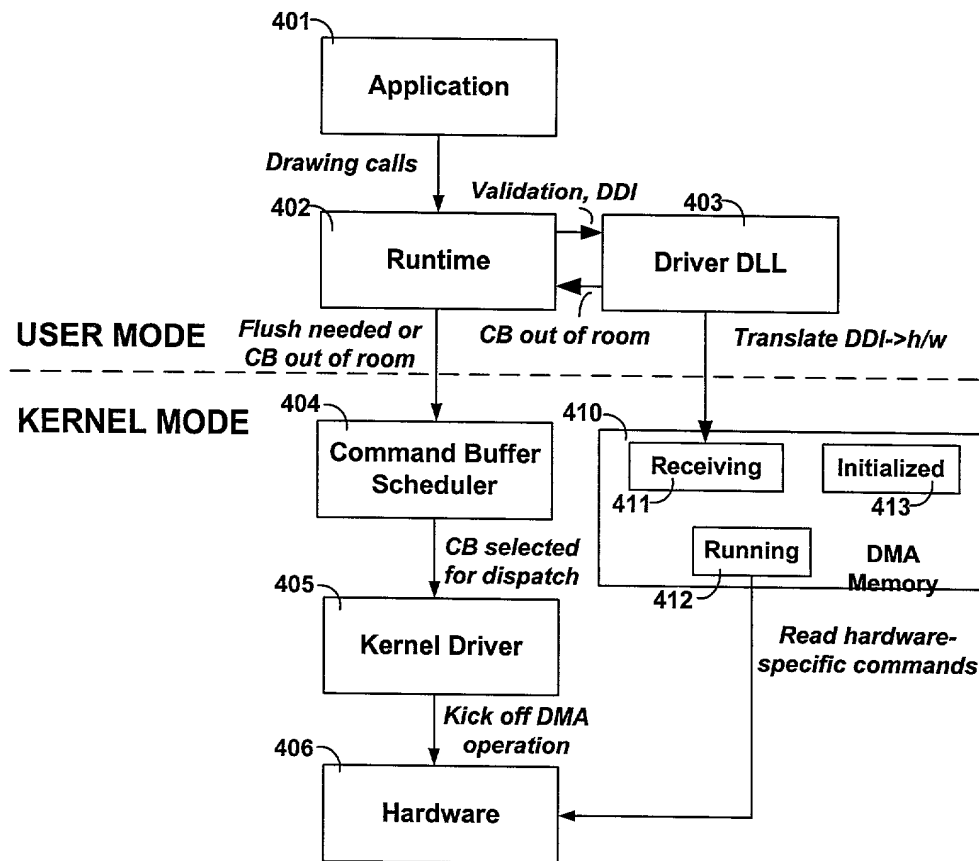 401
Application
Drawing calls
Validation, DDI
402
403
Runtime
Driver DLL
USER MODE
Flush needed or
CB out of room
CB out of room
Translate DDI->h/w
KERNEL MODE
404
410
Command Buffer
Scheduler
Receiving
Initialized
411
413
CB selected
for dispatch
Running
DMA
Memory
412
405
Kernel Driver
Read hardware-
specific commands
Kick off DMA
operation
406
Hardware